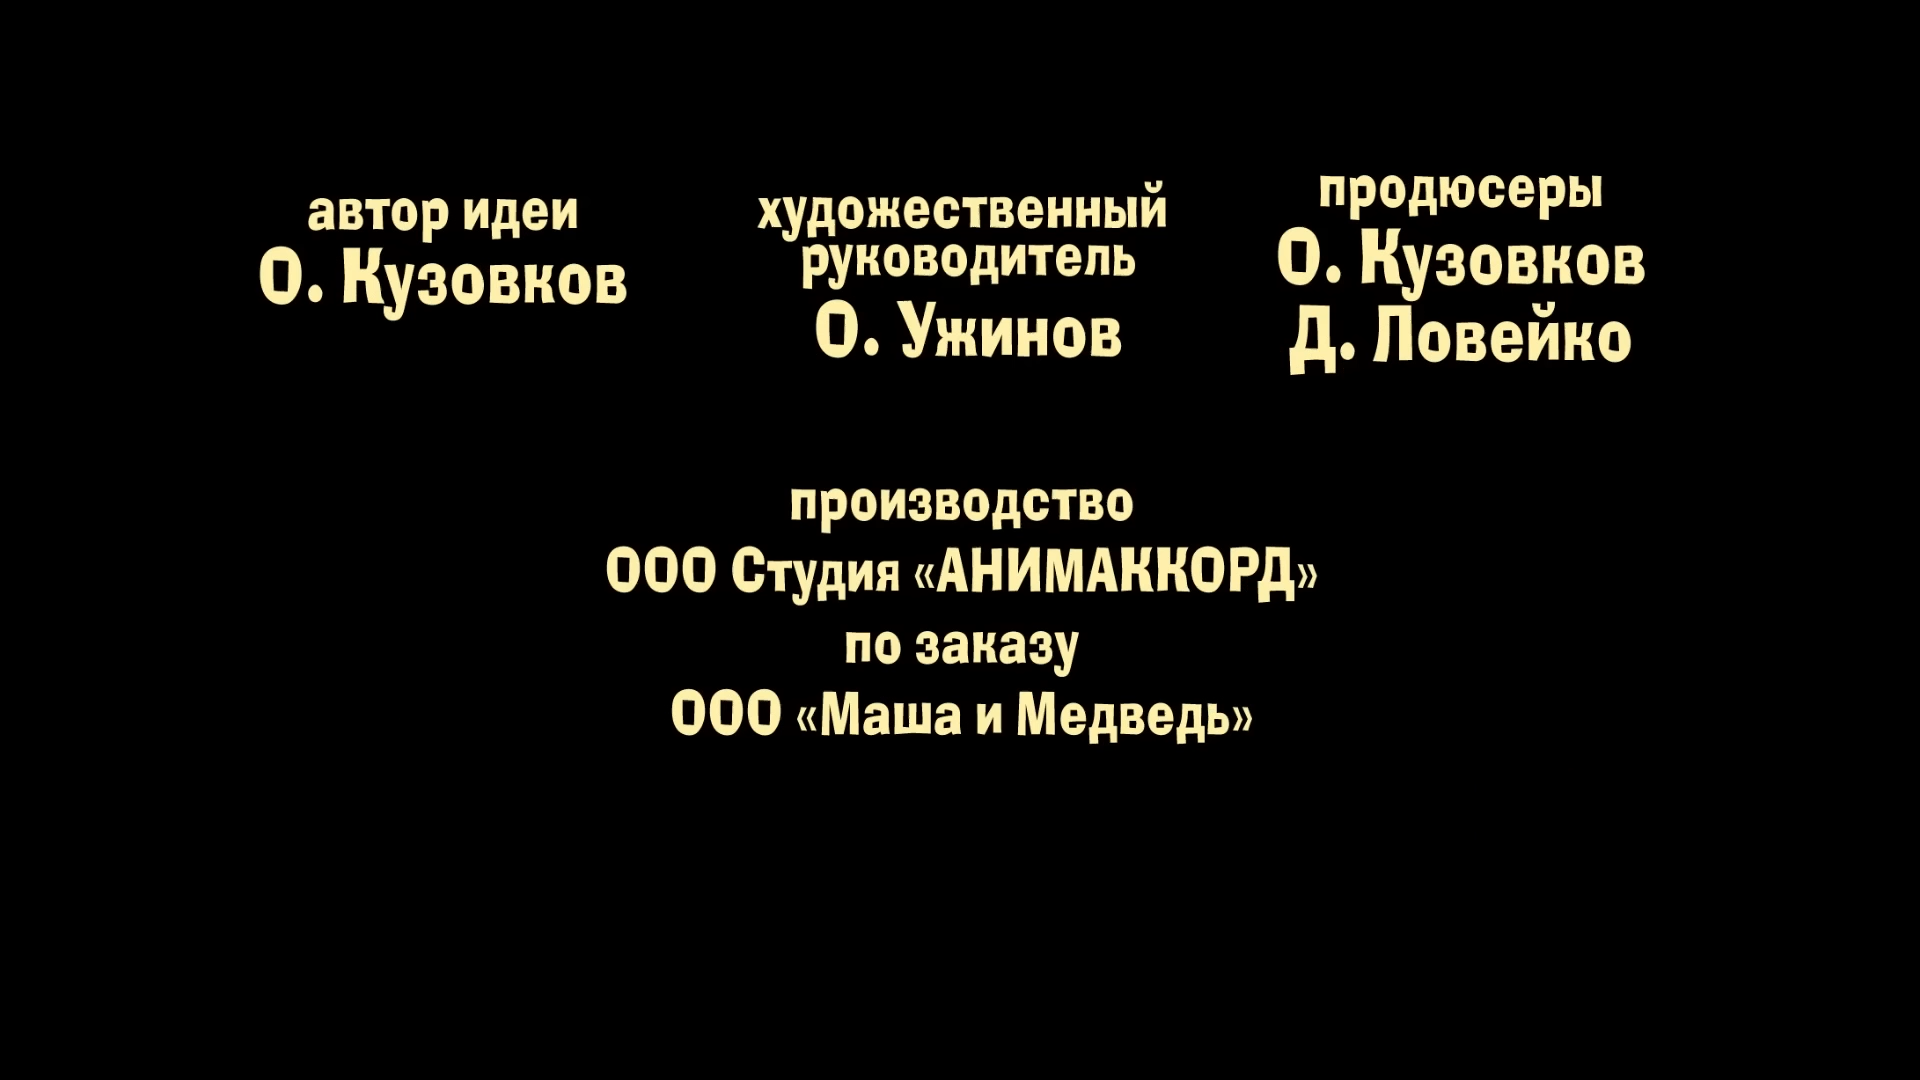 автор идеи
О. Кузовков
художественный
руководитель
О. Ужинов
продюсеры
О. Кузовков
Д. Ловейко
производство
ООО Студия «АНИМАККОРД»
по заказу
ООО «Маша и Медведь»